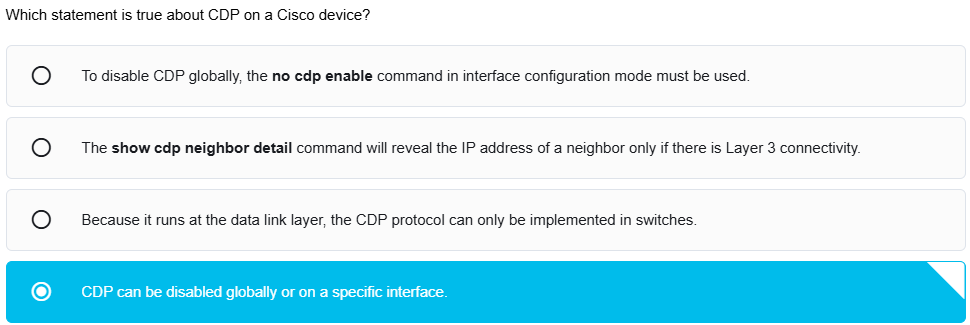 Which statement is true about CDP on a Cisco device?
To disable CDP globally, the no cdp enable command in interface configuration mode must be used.
The show cdp neighbor detail command will reveal the IP address of a neighbor only if there is Layer 3 connectivity.
Because it runs at the data link layer, the CDP protocol can only be implemented in switches.
CDP can be disabled globally or on a specific interface.